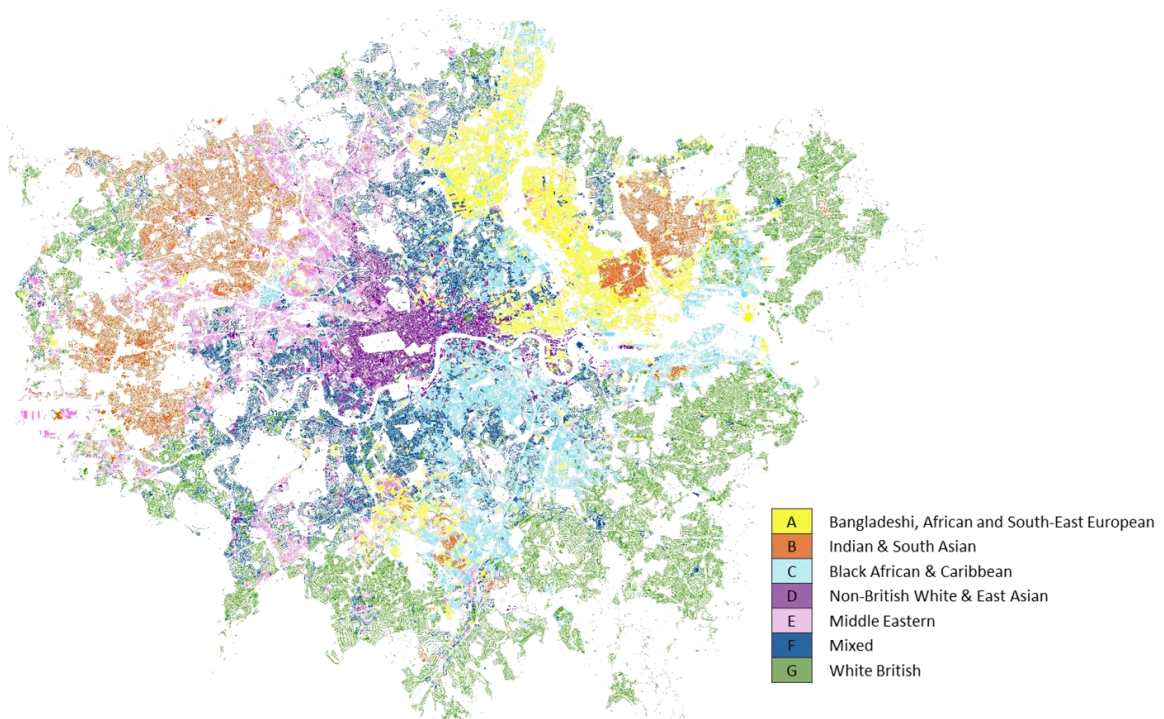 A Bangladeshi, African and South-East European
B Indian & South Asian
C Black African & Caribbean
D Non-British White & East Asian
E Middle Eastern
F Mixed
G White British